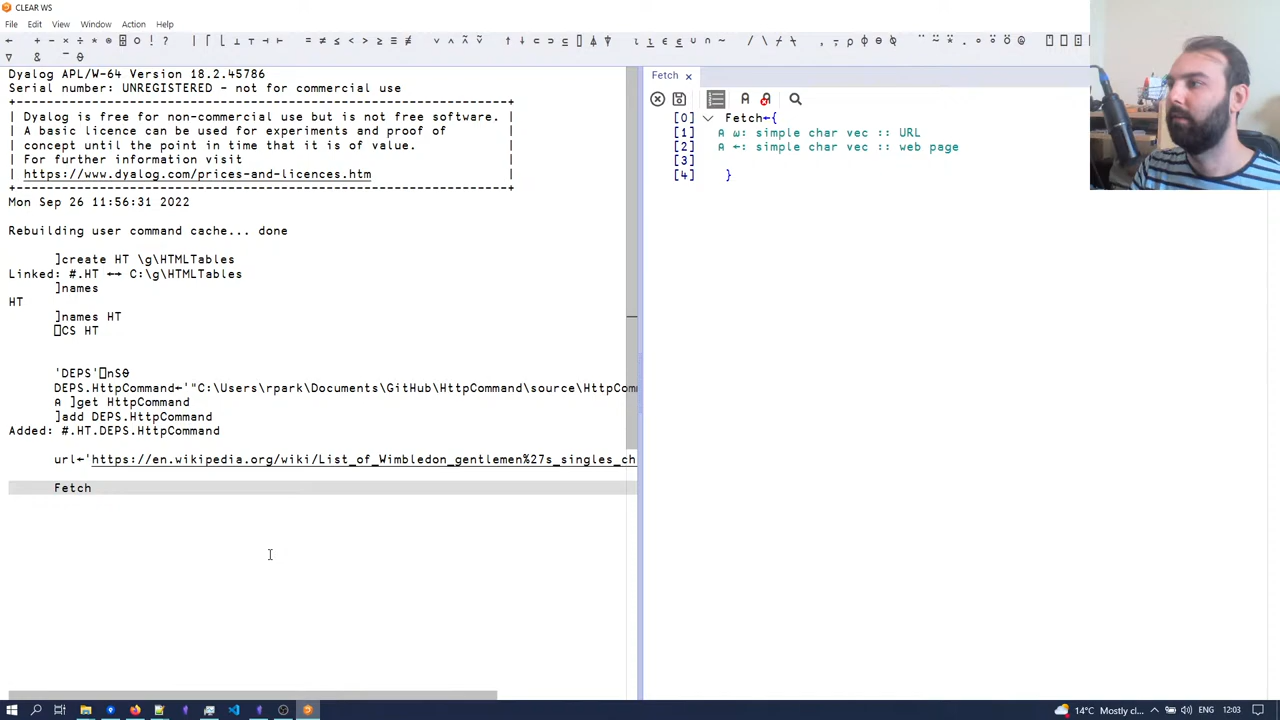 CLEAR WS
File Edit View Window Action Help
← + - × ÷ * ⍟ ⌹ ○ ! ? | ⌈ ⌊ ⊥ ⊤ ⊣ ⊢ = ≠ ≤ < > ≥ ≡ ≢ ∨ ∧ ⍲ ⍱ ↑ ↓ ⊂ ⊃ ⊆ ⌷ ⍋ ⍒ ⍳ ⍸ ∊ ⍷ ∪ ∩ ~ / \ ⌿ ⍀ , ⍪ ⍴ ⌽ ⊖ ⍉ ¨ ⍨ ⍣ . ∘ ⍤ ⍥ @
∇ & ¯ ⍬
Dyalog APL/W-64 Version 18.2.45786
Serial number: UNREGISTERED - not for commercial use
+--------------------------------------------------------------+
| Dyalog is free for non-commercial use but is not free software. |
| A basic licence can be used for experiments and proof of |
| concept until the point in time that it is of value. |
| For further information visit |
| https://www.dyalog.com/prices-and-licences.htm |
+--------------------------------------------------------------+
Mon Sep 26 11:56:31 2022
Rebuilding user command cache... done
]create HT \g\HTMLTables
Linked: #.HT ←→ C:\g\HTMLTables
]names
HT
]names HT
⎕CS HT
'DEPS'⎕nS⍬
DEPS.HttpCommand←'"C:\Users\rpark\Documents\GitHub\HttpCommand\source\HttpCom
⍝ ]get HttpCommand
]add DEPS.HttpCommand
Added: #.HT.DEPS.HttpCommand
url←'https://en.wikipedia.org/wiki/List_of_Wimbledon_gentlemen%27s_singles_ch
Fetch
Fetch ×
[0] Fetch←{
[1] ⍝ ⍵: simple char vec :: URL
[2] ⍝ ←: simple char vec :: web page
[3]
[4] }
14°C Mostly cl... ENG 12:03